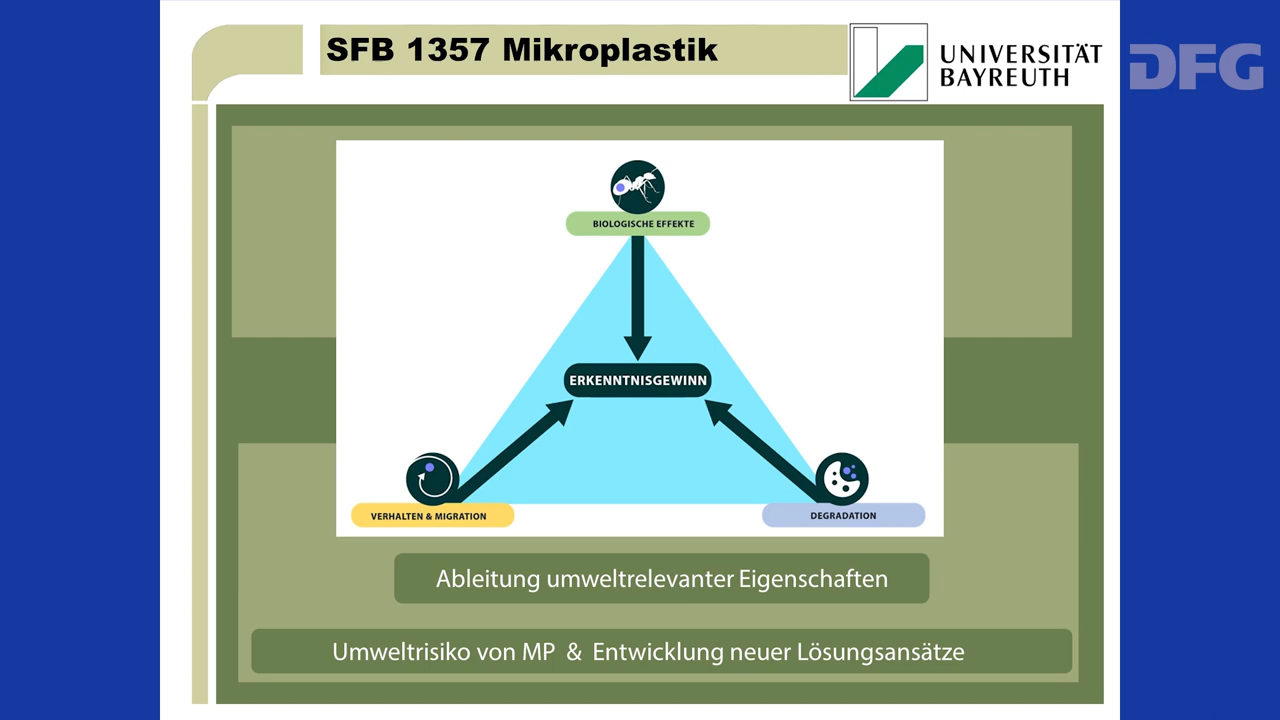 SFB 1357 Mikroplastik
UNIVERSITÄT
BAYREUTH
DFG
BIOLOGISCHE EFFEKTE
ERKENNTNISGEWINN
VERHALTEN & MIGRATION
DEGRADATION
Ableitung umweltrelevanter Eigenschaften
Umweltrisiko von MP & Entwicklung neuer Lösungsansätze